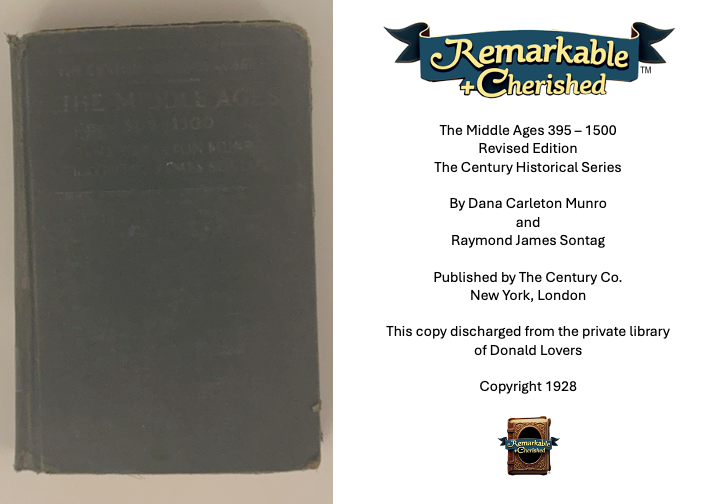 THE MIDDLE AGES
Remarkable
+Cherished
TM
The Middle Ages 395 – 1500
Revised Edition
The Century Historical Series
By Dana Carleton Munro
and
Raymond James Sontag
Published by The Century Co.
New York, London
This copy discharged from the private library
of Donald Lovers
Copyright 1928
Remarkable
+Cherished